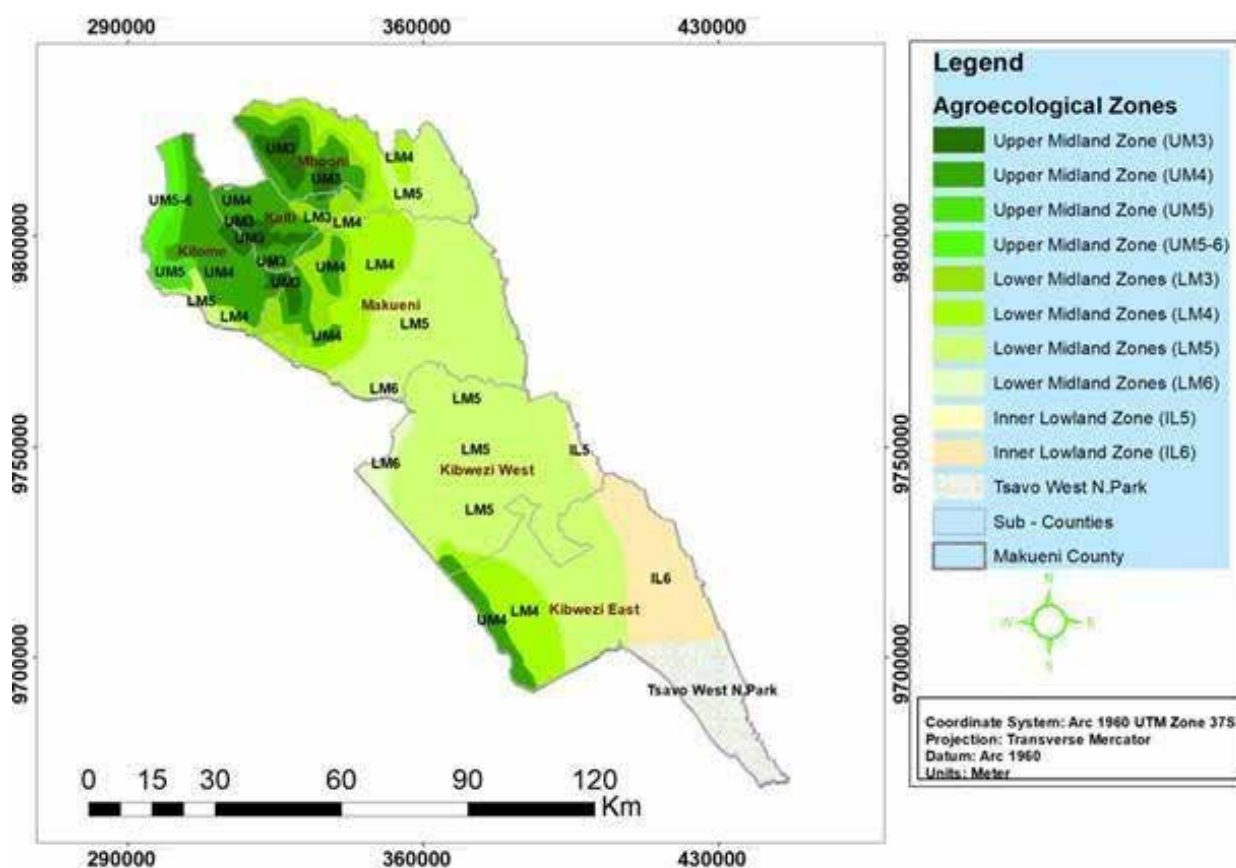 290000 360000 430000
9800000
9750000
9700000
9800000
9750000
9700000
290000 360000 430000
UM3
Mbooni
UM3
LM4
LM5
UM5-6
UM4
UM3
Kaiti
LM3
LM4
UM3
Kilome
UM5
UM4
UM3
UM4
LM4
UM3
LM5
LM4
Makueni
UM4
LM5
LM6
LM5
LM5
IL5
LM6
Kibwezi West
LM5
IL6
UM4
LM4
Kibwezi East
Tsavo West N.Park
0 15 30 60 90 120
Km
Legend
Agroecological Zones
Upper Midland Zone (UM3)
Upper Midland Zone (UM4)
Upper Midland Zone (UM5)
Upper Midland Zone (UM5-6)
Lower Midland Zones (LM3)
Lower Midland Zones (LM4)
Lower Midland Zones (LM5)
Lower Midland Zones (LM6)
Inner Lowland Zone (IL5)
Inner Lowland Zone (IL6)
Tsavo West N.Park
Sub - Counties
Makueni County
N
W E
N
Coordinate System: Arc 1960 UTM Zone 37S
Projection: Transverse Mercator
Datum: Arc 1960
Units: Meter